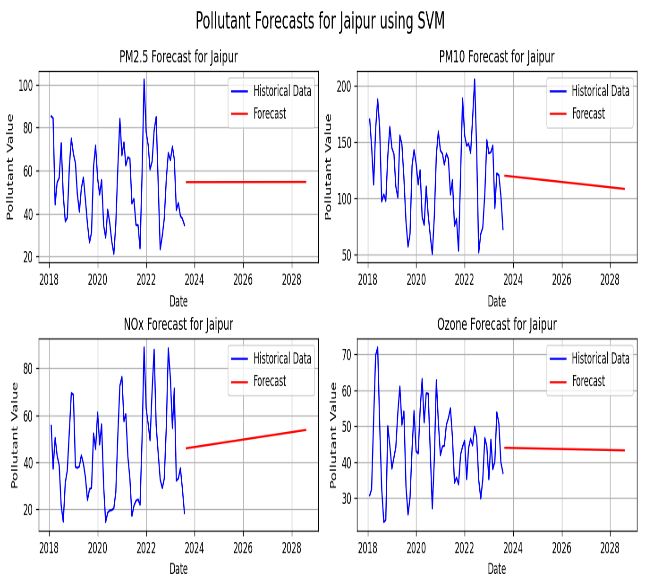 Pollutant Forecasts for Jaipur using SVM
PM2.5 Forecast for Jaipur
Pollutant Value
100
80
60
40
20
Historical Data
Forecast
2018 2020 2022 2024 2026 2028
Date
PM10 Forecast for Jaipur
Pollutant Value
200
150
100
50
Historical Data
Forecast
2018 2020 2022 2024 2026 2028
Date
NOx Forecast for Jaipur
Pollutant Value
80
60
40
20
Historical Data
Forecast
2018 2020 2022 2024 2026 2028
Date
Ozone Forecast for Jaipur
Pollutant Value
70
60
50
40
30
Historical Data
Forecast
2018 2020 2022 2024 2026 2028
Date